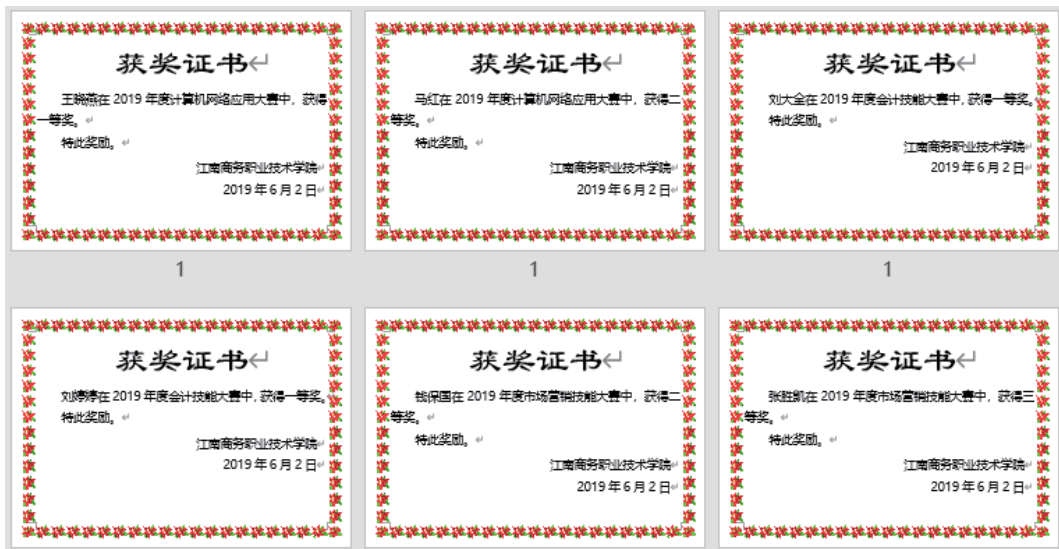 获奖证书
王晓燕在 2019 年度计算机网络应用大赛中，获得
一等奖。
特此奖励。
江南商务职业技术学院
2019 年 6 月 2 日
1
获奖证书
马红在 2019 年度计算机网络应用大赛中，获得二
等奖。
特此奖励。
江南商务职业技术学院
2019 年 6 月 2 日
1
获奖证书
刘大全在 2019 年度会计技能大赛中，获得一等奖。
特此奖励。
江南商务职业技术学院
2019 年 6 月 2 日
1
获奖证书
刘婷婷在 2019 年度会计技能大赛中，获得一等奖。
特此奖励。
江南商务职业技术学院
2019 年 6 月 2 日
获奖证书
钱保国在 2019 年度市场营销技能大赛中，获得二
等奖。
特此奖励。
江南商务职业技术学院
2019 年 6 月 2 日
获奖证书
张胜凯在 2019 年度市场营销技能大赛中，获得三
等奖。
特此奖励。
江南商务职业技术学院
2019 年 6 月 2 日